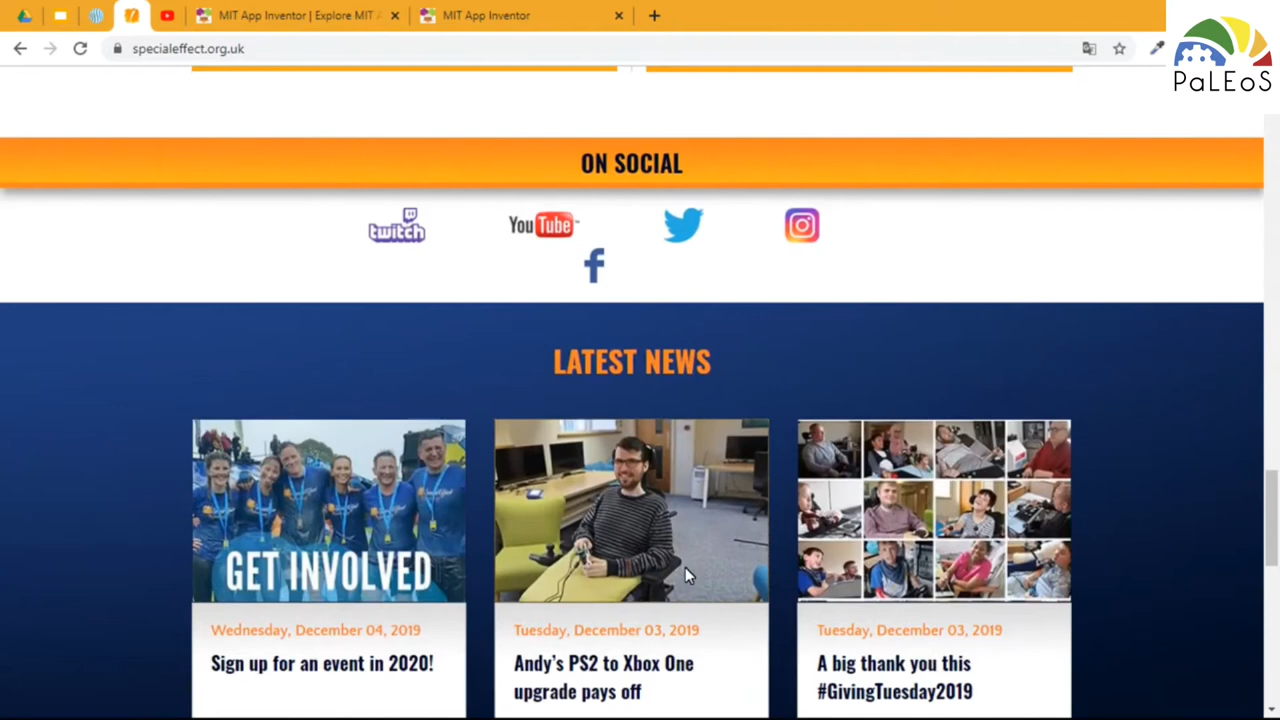 MIT App Inventor | Explore MIT A
MIT App Inventor
specialeffect.org.uk
PaLEoS
ON SOCIAL
twitch
YouTube
LATEST NEWS
GET INVOLVED
Wednesday, December 04, 2019
Sign up for an event in 2020!
Tuesday, December 03, 2019
Andy's PS2 to Xbox One
upgrade pays off
Tuesday, December 03, 2019
A big thank you this
#GivingTuesday2019